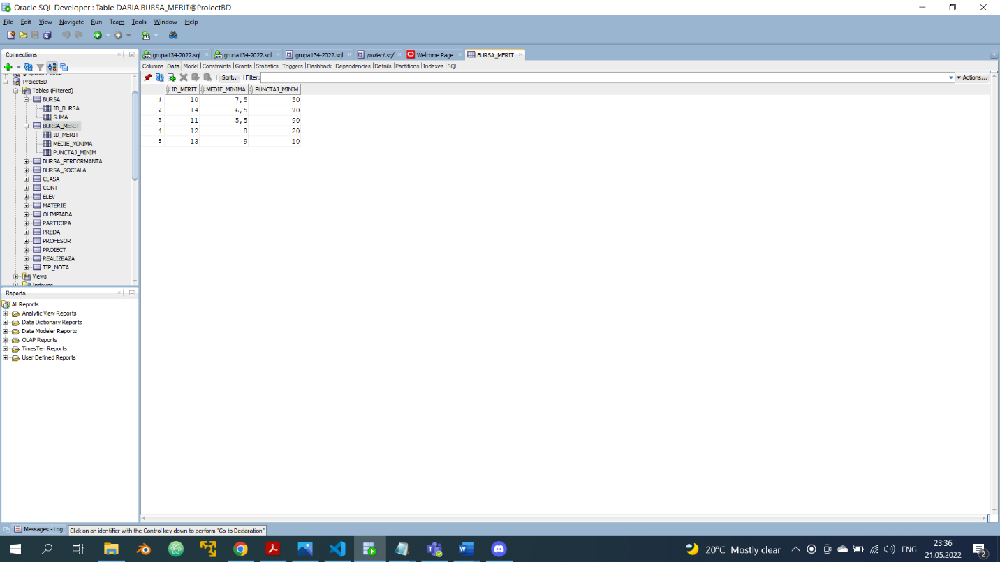 Oracle SQL Developer : Table DARIA.BURSA_MERIT@ProiectBD
File Edit View Navigate Run Team Tools Window Help
Connections
grupa134-2022
ProiectBD
Tables (Filtered)
BURSA
ID_BURSA
SUMA
BURSA_MERIT
ID_MERIT
MEDIE_MINIMA
PUNCTAJ_MINIM
BURSA_PERFORMANTA
BURSA_SOCIALA
CLASA
CONT
ELEV
MATERIE
OLIMPIADA
PARTICIPA
PREDA
PROFESOR
PROIECT
REALIZEAZA
TIP_NOTA
Views
Indexes
Reports
All Reports
Analytic View Reports
Data Dictionary Reports
Data Modeler Reports
OLAP Reports
TimesTen Reports
User Defined Reports
grupa134-2022.sql grupa134-2022.sql grupa134-2022.sql proiect.sql Welcome Page BURSA_MERIT
Columns Data Model Constraints Grants Statistics Triggers Flashback Dependencies Details Partitions Indexes SQL
Sort.. Filter: Actions...
ID_MERIT MEDIE_MINIMA PUNCTAJ_MINIM
1 10 7,5 50
2 14 6,5 70
3 11 5,5 90
4 12 8 20
5 13 9 10
Messages - Log Click on an identifier with the Control key down to perform "Go to Declaration"
20°C Mostly clear ENG 23:36
21.05.2022
2